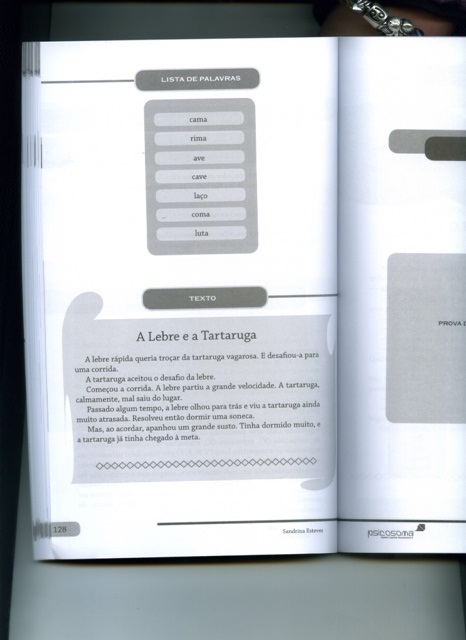 LISTA DE PALAVRAS
cama
rima
ave
cave
laço
coma
luta
TEXTO
A Lebre e a Tartaruga
A lebre rápida queria troçar da tartaruga vagarosa. E desafiou-a para
uma corrida.
A tartaruga aceitou o desafio da lebre.
Começou a corrida. A lebre partiu a grande velocidade. A tartaruga,
calmamente, mal saiu do lugar.
Passado algum tempo, a lebre olhou para trás e viu a tartaruga ainda
muito atrasada. Resolveu então dormir uma soneca.
Mas, ao acordar, apanhou um grande susto. Tinha dormido muito, e
a tartaruga já tinha chegado à meta.
128
Sandrina Esteves
PROVA D
psicosoma